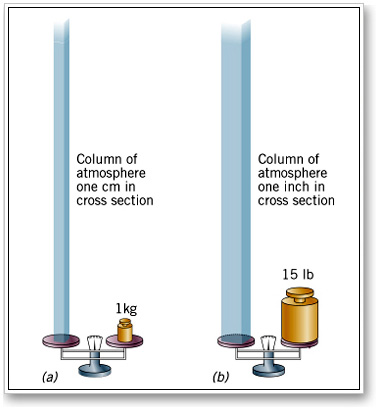 Column of
atmosphere
one cm in
cross section
1kg
(a)
Column of
atmosphere
one inch in
cross section
15 lb
(b)